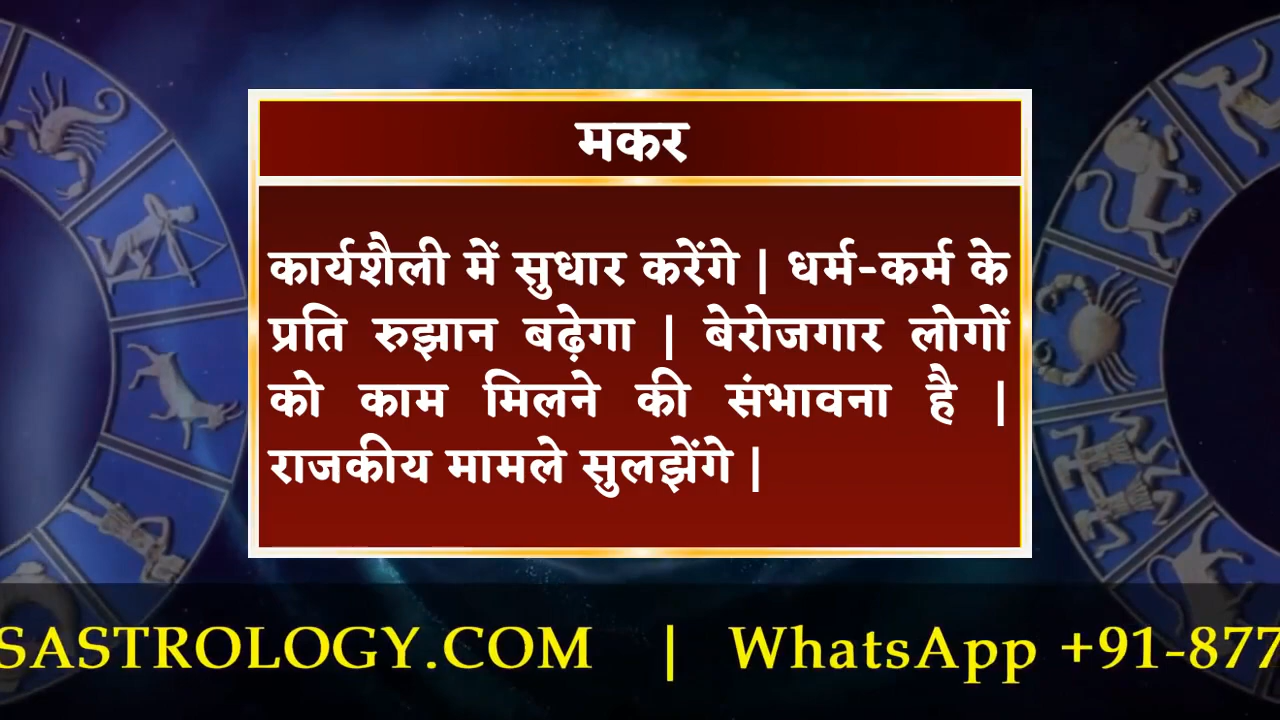 मकर
कार्यशैली में सुधार करेंगे | धर्म-कर्म के
प्रति रुझान बढ़ेगा | बेरोजगार लोगों
को काम मिलने की संभावना है |
राजकीय मामले सुलझेंगे |
SASTROLOGY.COM | WhatsApp +91-877